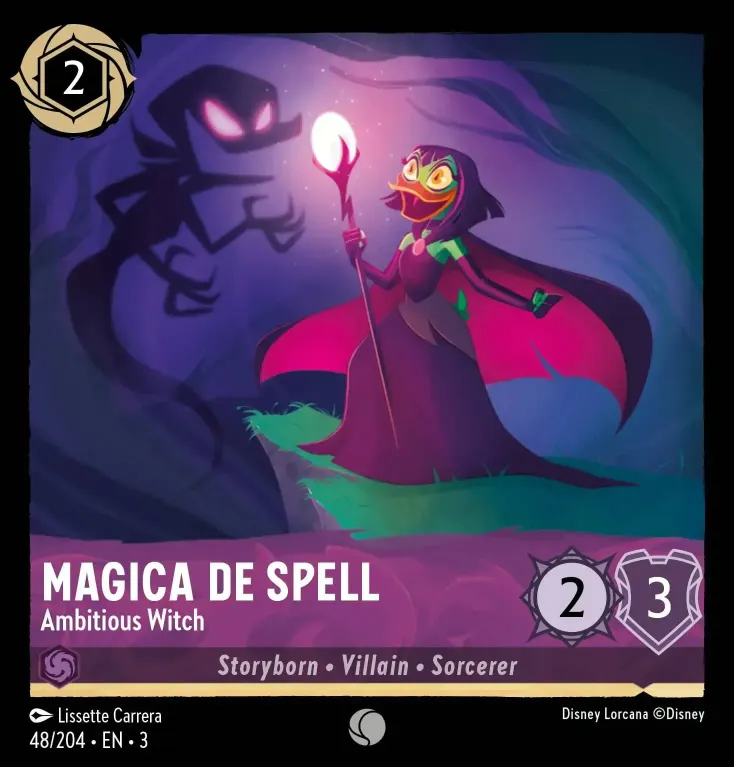 2
MAGICA DE SPELL
Ambitious Witch
2
3
Storyborn • Villain • Sorcerer
Lissette Carrera
Disney Lorcana ©Disney
48/204 • EN • 3